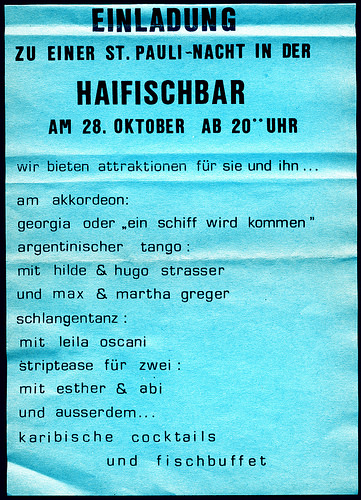 EINLADUNG
ZU EINER ST. PAULI-NACHT IN DER
HAIFISCHBAR
AM 28. OKTOBER AB 20°° UHR
wir bieten attraktionen für sie und ihn...
am akkordeon:
georgia oder „ein schiff wird kommen"
argentinischer tango:
mit hilde & hugo strasser
und max & martha greger
schlangentanz:
mit leila oscani
striptease für zwei:
mit esther & abi
und ausserdem...
karibische cocktails
und fischbuffet